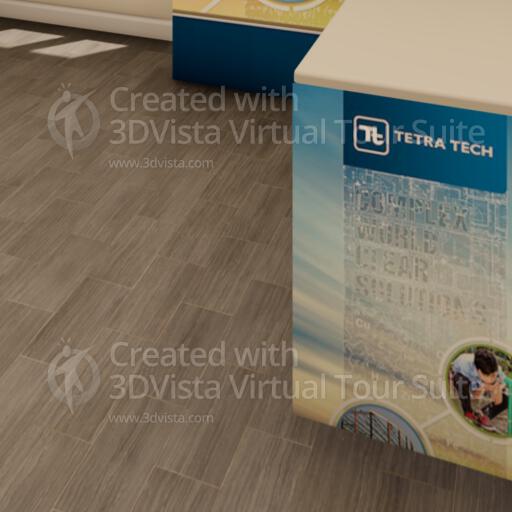 Created with
3DVista Virtual Tour Suite
www.3dvista.com
Tt TETRA TECH
COMPLEX
WORLD
CLEAR
SOLUTIONS
Created with
3DVista Virtual Tour Suite
www.3dvista.com